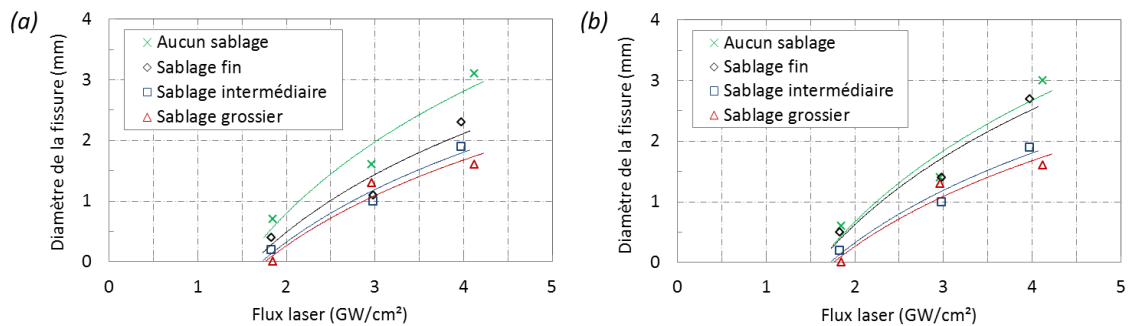 (a)
Diamètre de la fissure (mm)
4
3
2
1
0
Aucun sablage
Sablage fin
Sablage intermédiaire
Sablage grossier
0 1 2 3 4 5
Flux laser (GW/cm²)
(b)
Diamètre de la fissure (mm)
4
3
2
1
0
Aucun sablage
Sablage fin
Sablage intermédiaire
Sablage grossier
0 1 2 3 4 5
Flux laser (GW/cm²)